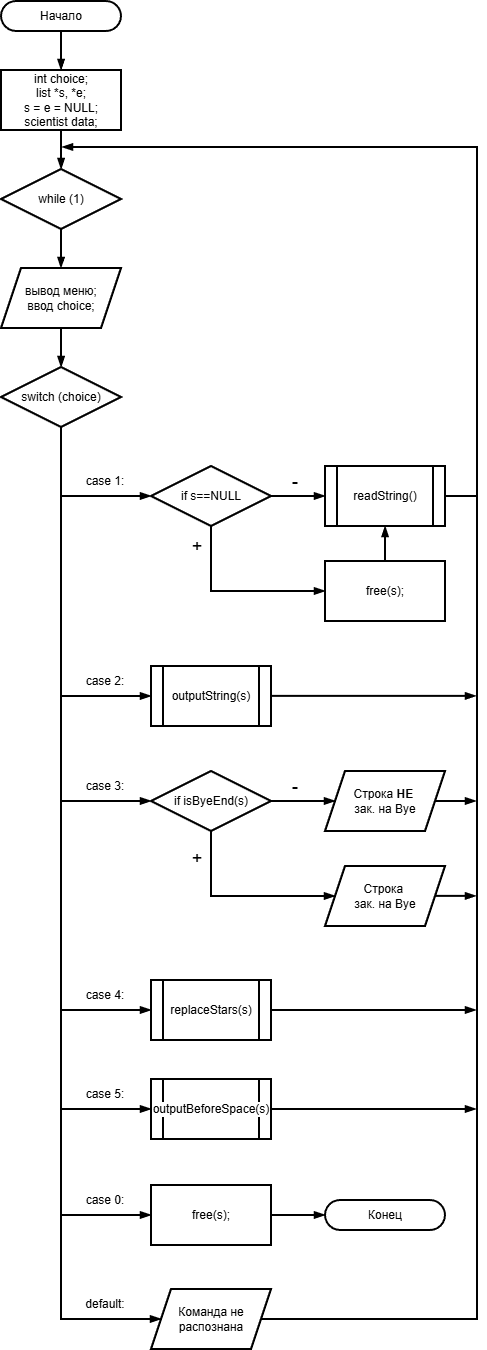 Начало
int choice;
list *s, *e;
s = e = NULL;
scientist data;
while (1)
вывод меню;
ввод choice;
switch (choice)
case 1:
if s==NULL
-
readString()
+
free(s);
case 2:
outputString(s)
case 3:
if isByeEnd(s)
-
Строка НЕ
зак. на Bye
+
Строка
зак. на Bye
case 4:
replaceStars(s)
case 5:
outputBeforeSpace(s)
case 0:
free(s);
Конец
default:
Команда не
распознана